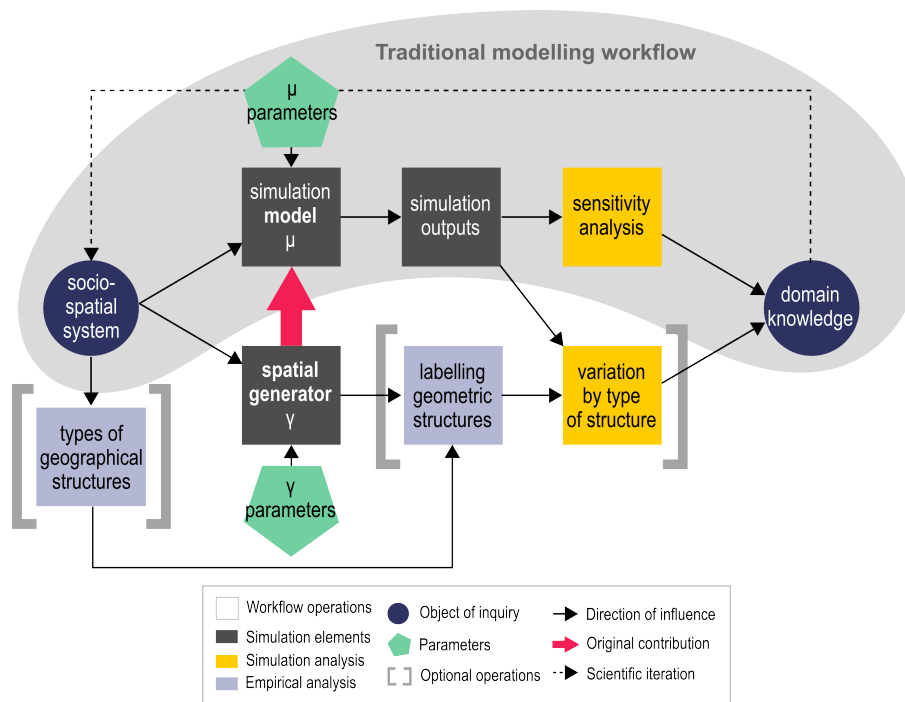 Traditional modelling workflow
μ
parameters
simulation
model
μ
simulation
outputs
sensitivity
analysis
socio-
spatial
system
domain
knowledge
spatial
generator
γ
labelling
geometric
structures
variation
by type
of structure
types of
geographical
structures
γ
parameters
Workflow operations
Simulation elements
Simulation analysis
Empirical analysis
Object of inquiry
Parameters
Optional operations
Direction of influence
Original contribution
Scientific iteration